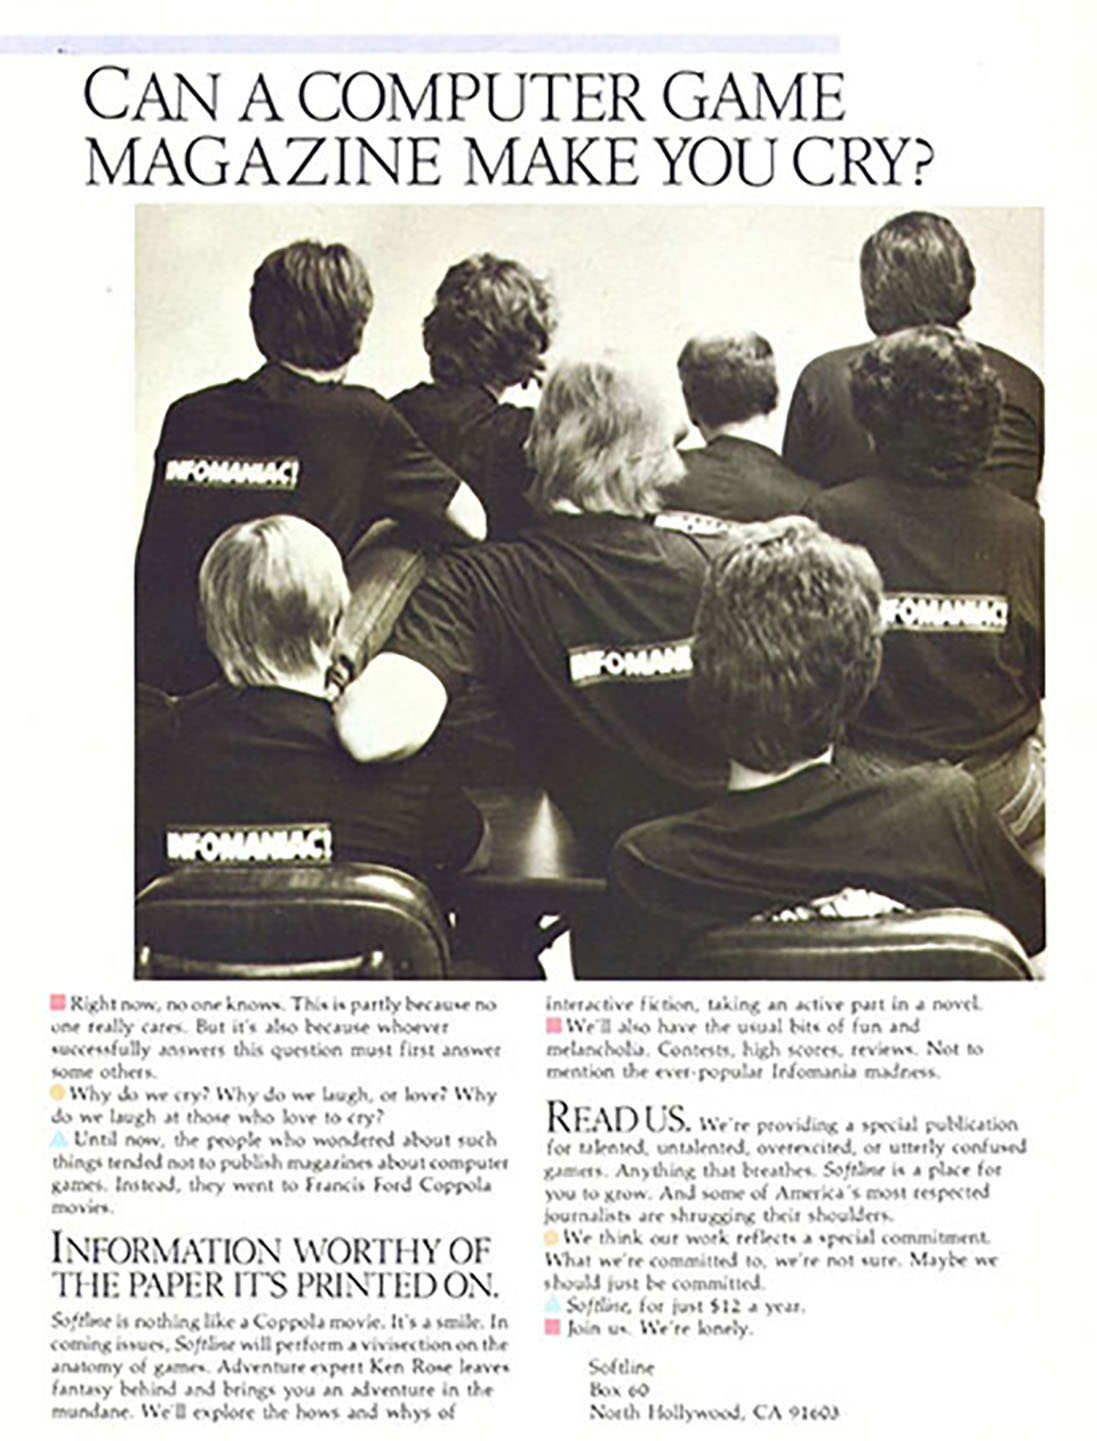 CAN A COMPUTER GAME
MAGAZINE MAKE YOU CRY?
INFOMANIAC!
INFOMANIAC!
INFOMANI
NFOMANIAC!
Right now, no one knows. This is partly because no
one really cares. But it's also because whoever
successfully answers this question must first answer
some others.
Why do we cry? Why do we laugh, or love? Why
do we laugh at those who love to cry?
Until now, the people who wondered about such
things tended not to publish magazines about computer
games. Instead, they went to Francis Ford Coppola
movies.
INFORMATION WORTHY OF
THE PAPER IT'S PRINTED ON.
Softline is nothing like a Coppola movie. It's a smile. In
coming issues, Softline will perform a vivisection on the
anatomy of games. Adventure expert Ken Rose leaves
fantasy behind and brings you an adventure in the
mundane. We'll explore the hows and whys of
interactive fiction, taking an active part in a novel.
We'll also have the usual bits of fun and
melancholia. Contests, high scores, reviews. Not to
mention the ever-popular Infomania madness.
READ US. We're providing a special publication
for talented, untalented, overexcited, or utterly confused
gamers. Anything that breathes. Softline is a place for
you to grow. And some of America's most respected
journalists are shrugging their shoulders.
We think our work reflects a special commitment.
What we're committed to, we're not sure. Maybe we
should just be committed.
Softline, for just $12 a year.
Join us. We're lonely.
Softline
Box 60
North Hollywood, CA 91603